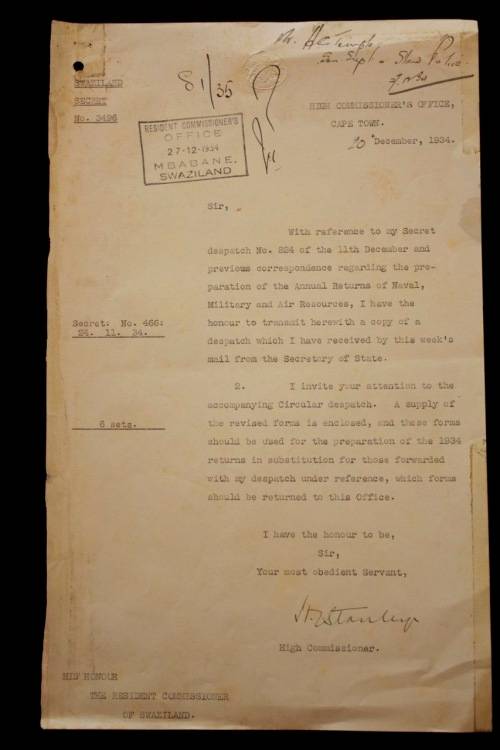 81/35
SWAZILAND
SECRET
No. 3496
RESIDENT COMMISSIONER'S
OFFICE
27-12-1934
MBABANE,
SWAZILAND
HIGH COMMISSIONER'S OFFICE,
CAPE TOWN.
20 December, 1934.
Sir,
With reference to my Secret
despatch No. 824 of the 11th December and
previous correspondence regarding the pre-
paration of the Annual Returns of Naval,
Military and Air Resources, I have the
Secret: No. 466:
24. 11. 34.
honour to transmit herewith a copy of a
despatch which I have received by this week's
mail from the Secretary of State.
2. I invite your attention to the
accompanying Circular despatch. A supply of
6 sets.
the revised forms is enclosed, and these forms
should be used for the preparation of the 1934
returns in substitution for those forwarded
with my despatch under reference, which forms
should be returned to this Office.
I have the honour to be,
Sir,
Your most obedient Servant,
Stanley
High Commissioner.
HIS HONOUR
THE RESIDENT COMMISSIONER
OF SWAZILAND.